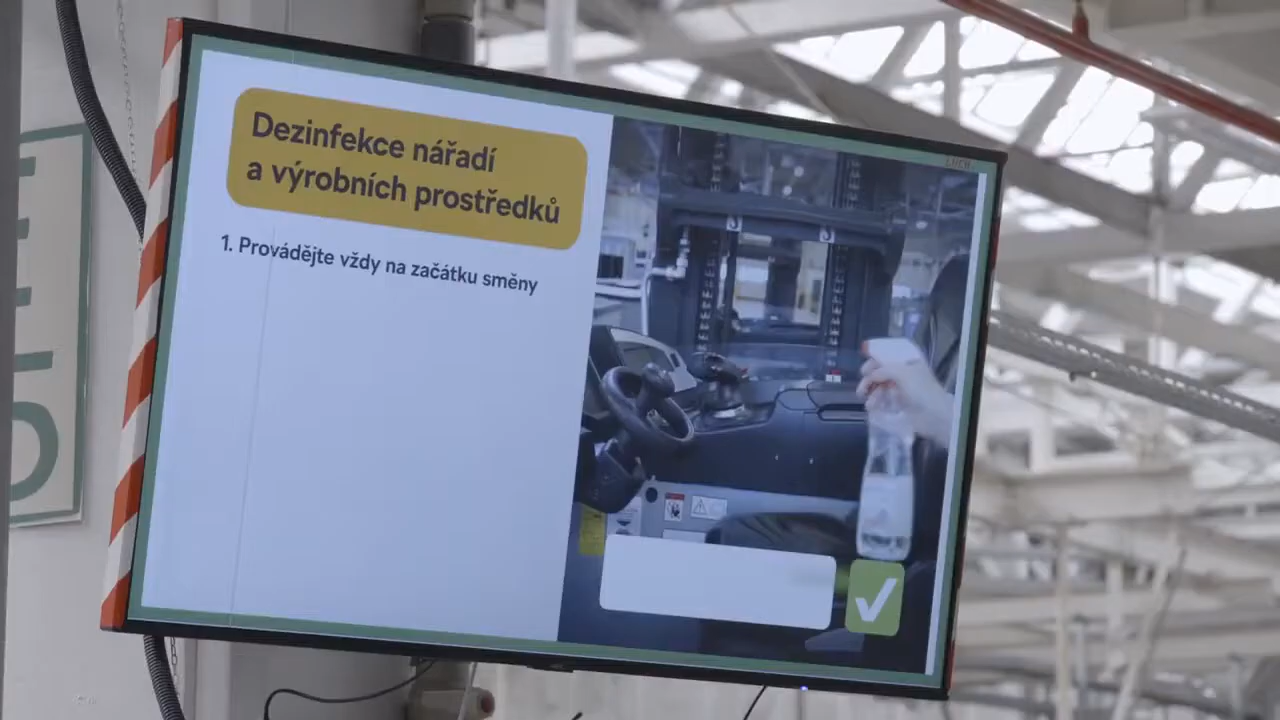 Dezinfekce nářadí
a výrobních prostředků
1. Provádějte vždy na začátku směny